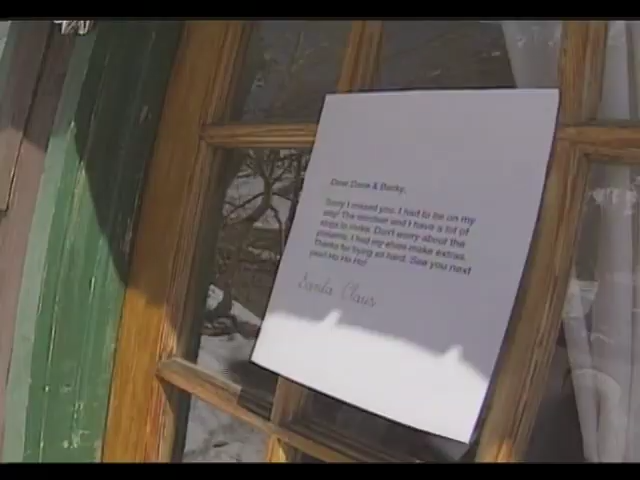 Dear Dave & Becky,
Sorry I missed you. I had to be on my
way! The reindeer and I have a lot of
stops to make. Don't worry about the
presents. I had my elves make extras.
Thanks for trying so hard. See you next
year! Ho Ho Ho!
Santa Claus